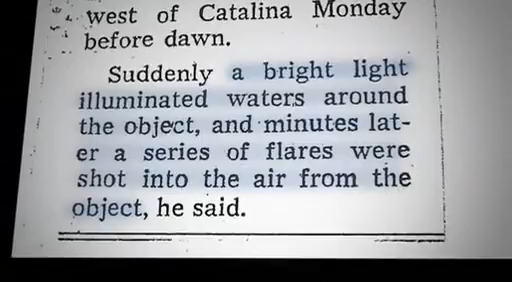 west of Catalina Monday
before dawn.
Suddenly a bright light
illuminated waters around
the object, and minutes lat-
er a series of flares were
shot into the air from the
object, he said.